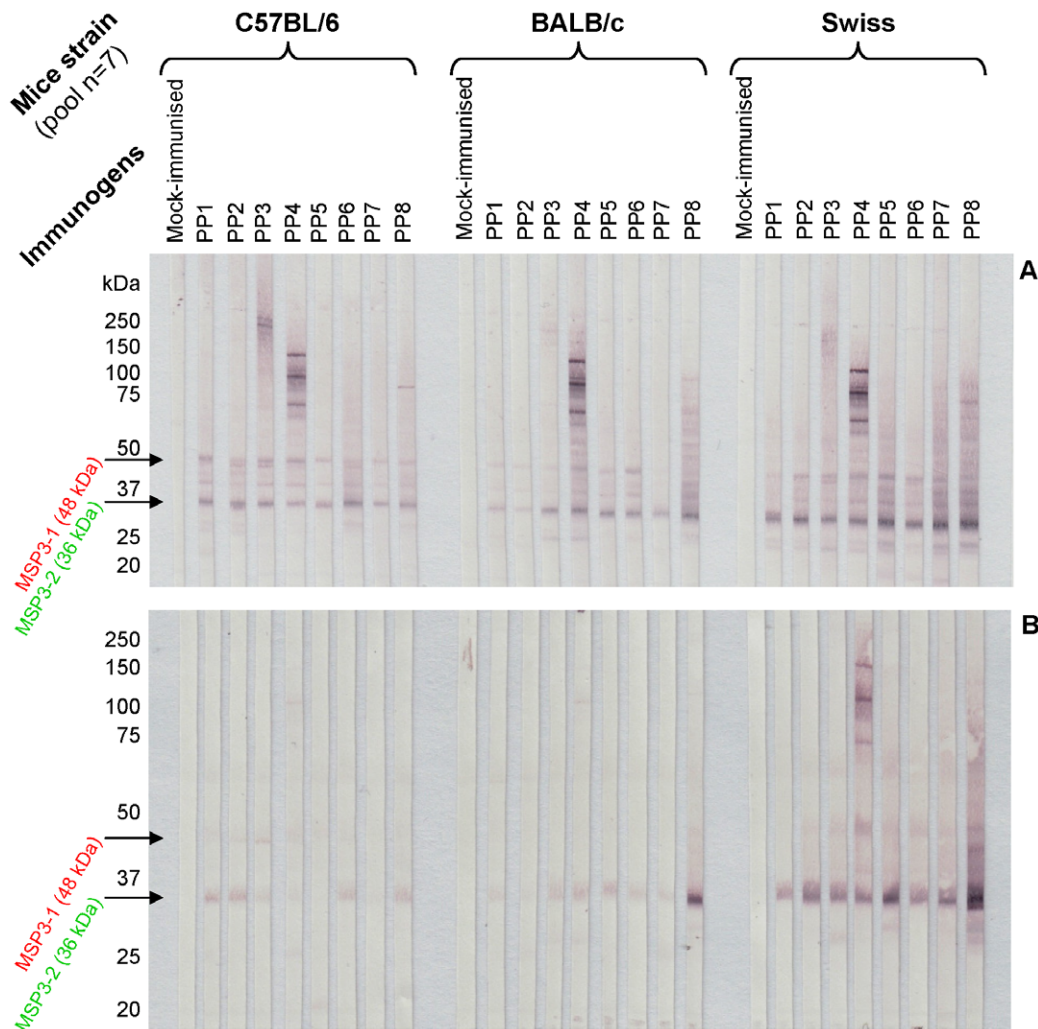 C57BL/6 BALB/c Swiss
Mice strain
(pool n=7)
Immunogens
Mock-immunised PP1 PP2 PP3 PP4 PP5 PP6 PP7 PP8
Mock-immunised PP1 PP2 PP3 PP4 PP5 PP6 PP7 PP8
Mock-immunised PP1 PP2 PP3 PP4 PP5 PP6 PP7 PP8
A
kDa
250
150
100
75
50
37
25
20
MSP3-1 (48 kDa)
MSP3-2 (36 kDa)
B
250
150
100
75
50
37
25
20
MSP3-1 (48 kDa)
MSP3-2 (36 kDa)